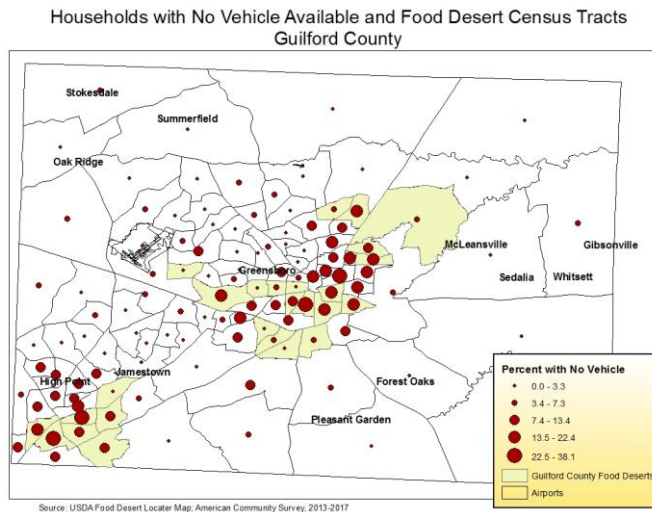 Households with No Vehicle Available and Food Desert Census Tracts
Guilford County
Stokesdale
Summerfield
Oak Ridge
McLeansville
Gibsonville
Greensboro
Sedalia
Whitsett
High Point
Jamestown
Forest Oaks
Pleasant Garden
Percent with No Vehicle
0.0 - 3.3
3.4 - 7.3
7.4 - 13.4
13.5 - 22.4
22.5 - 38.1
Guilford County Food Deserts
Airports
Source: USDA Food Desert Locater Map; American Community Survey, 2013-2017